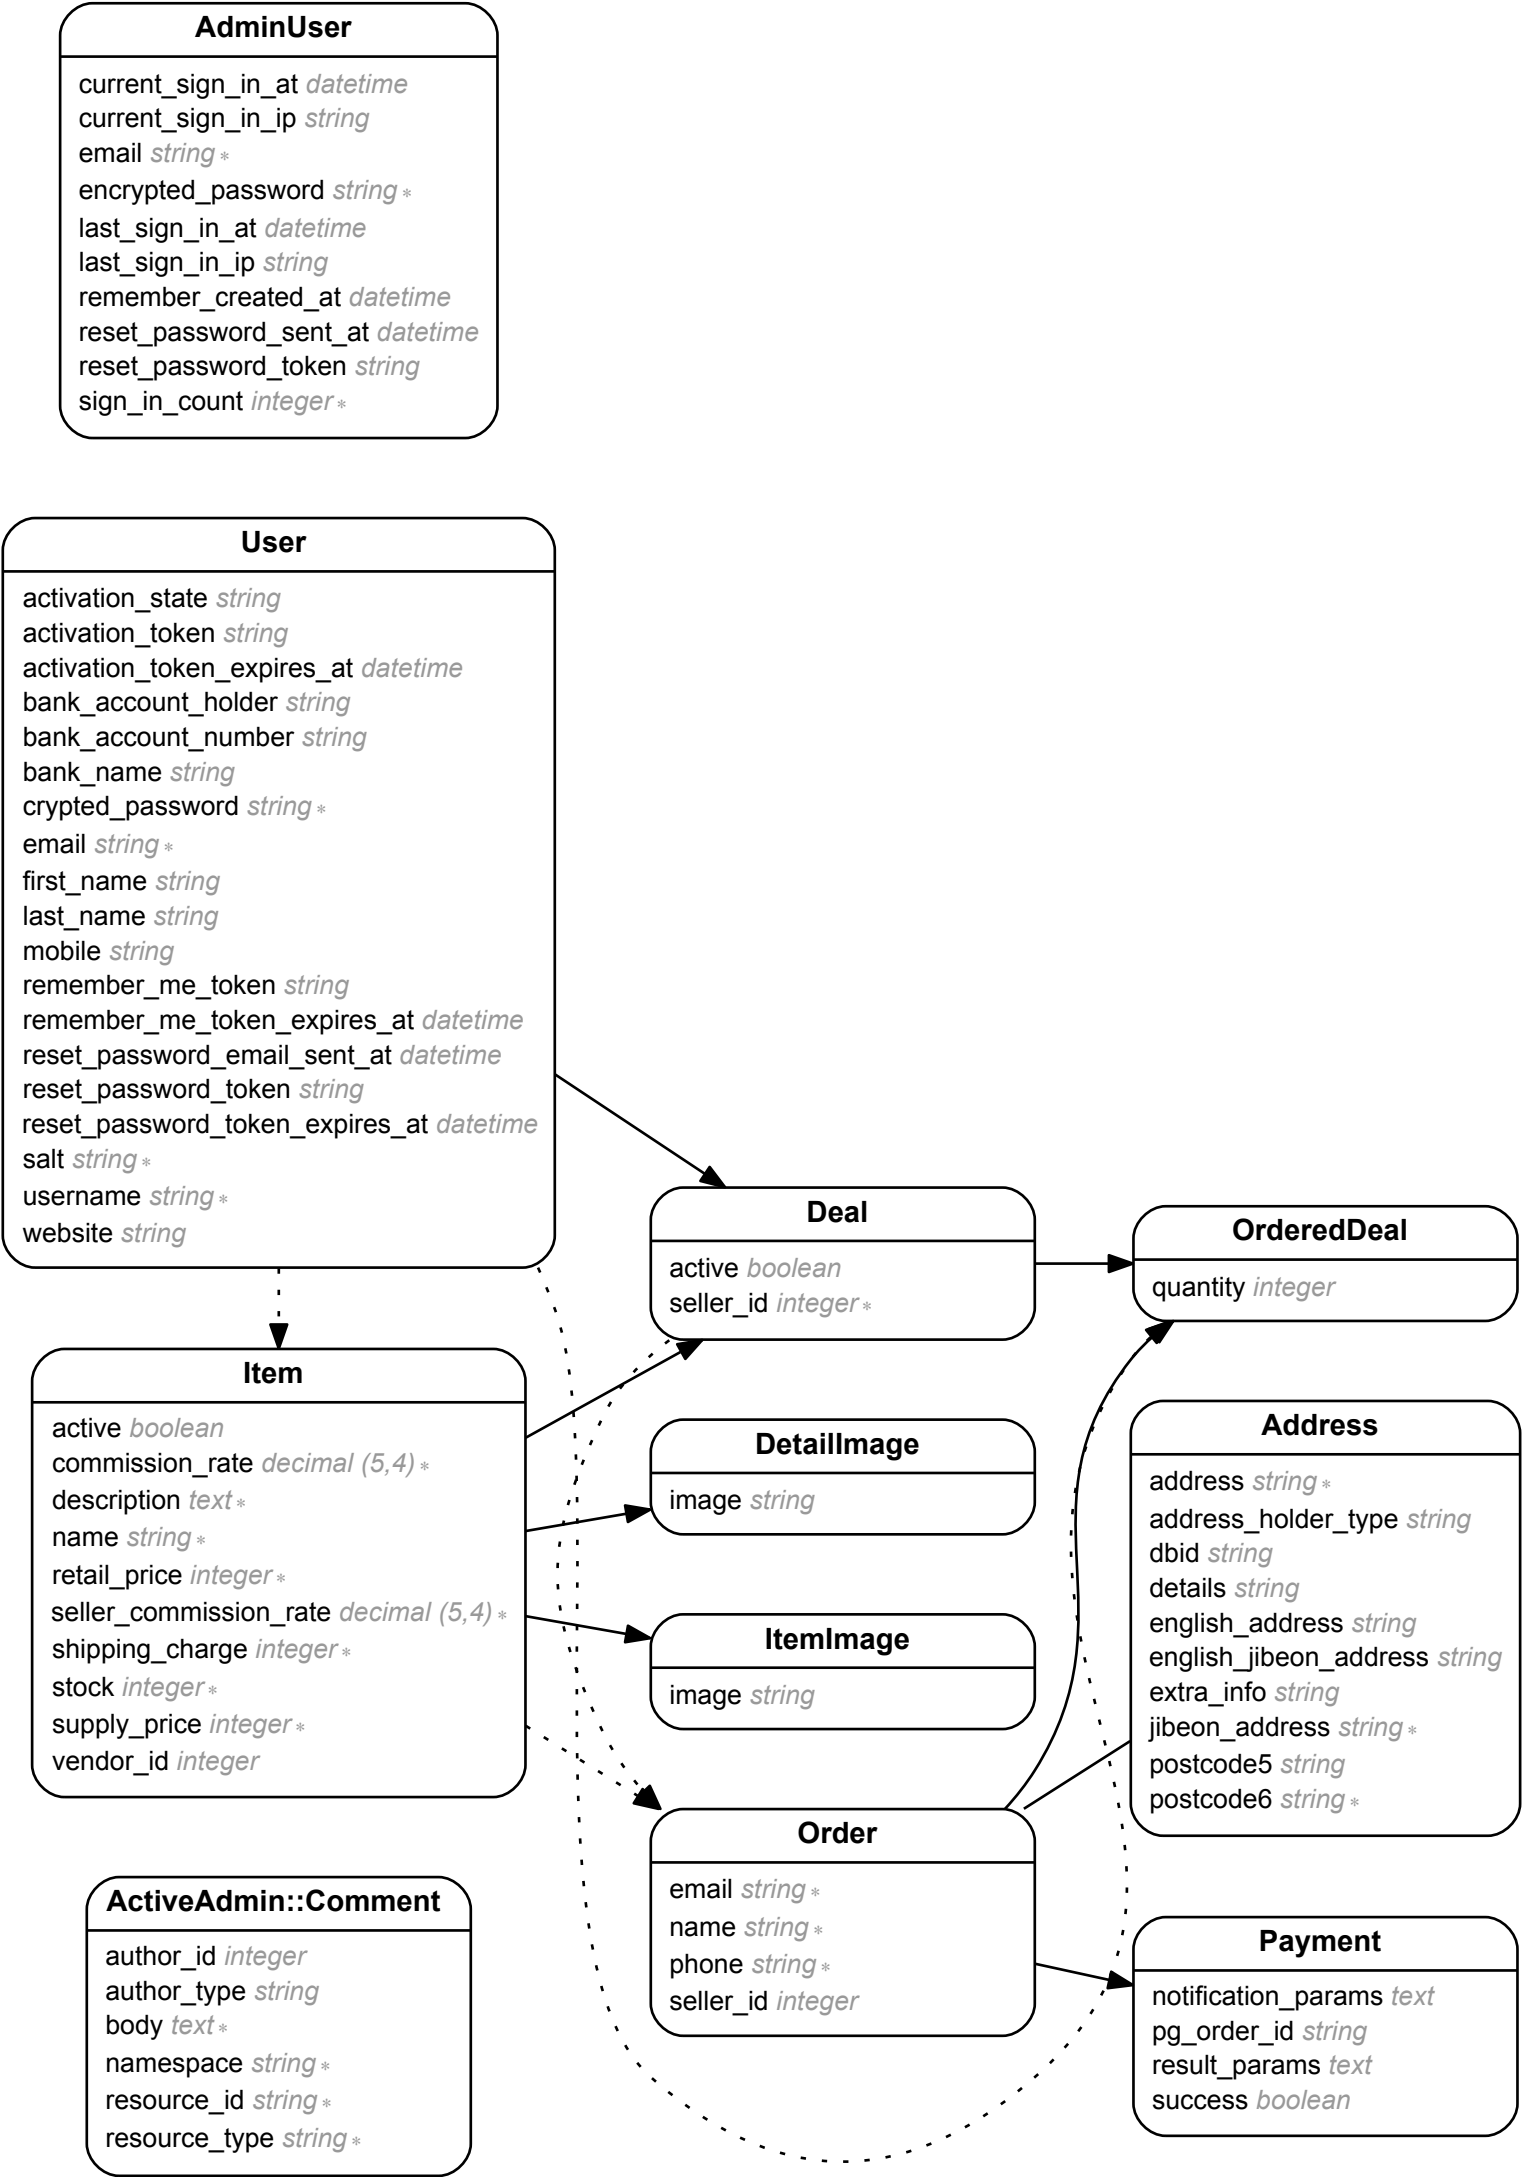 AdminUser
current_sign_in_at datetime
current_sign_in_ip string
email string *
encrypted_password string *
last_sign_in_at datetime
last_sign_in_ip string
remember_created_at datetime
reset_password_sent_at datetime
reset_password_token string
sign_in_count integer *
User
activation_state string
activation_token string
activation_token_expires_at datetime
bank_account_holder string
bank_account_number string
bank_name string
crypted_password string *
email string *
first_name string
last_name string
mobile string
remember_me_token string
remember_me_token_expires_at datetime
reset_password_email_sent_at datetime
reset_password_token string
reset_password_token_expires_at datetime
salt string *
username string *
website string
Deal
active boolean
seller_id integer *
OrderedDeal
quantity integer
Item
active boolean
commission_rate decimal (5,4) *
description text *
name string *
retail_price integer *
seller_commission_rate decimal (5,4) *
shipping_charge integer *
stock integer *
supply_price integer *
vendor_id integer
DetailImage
image string
ItemImage
image string
Address
address string *
address_holder_type string
dbid string
details string
english_address string
english_jibeon_address string
extra_info string
jibeon_address string *
postcode5 string
postcode6 string *
Order
email string *
name string *
phone string *
seller_id integer
ActiveAdmin::Comment
author_id integer
author_type string
body text *
namespace string *
resource_id string *
resource_type string *
Payment
notification_params text
pg_order_id string
result_params text
success boolean